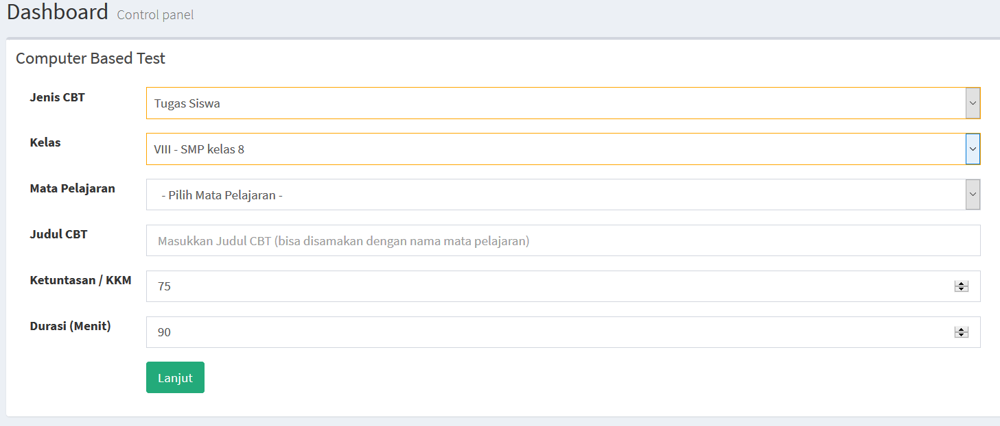 Dashboard Control panel
Computer Based Test
Jenis CBT Tugas Siswa
Kelas VIII - SMP kelas 8
Mata Pelajaran - Pilih Mata Pelajaran -
Judul CBT Masukkan Judul CBT (bisa disamakan dengan nama mata pelajaran)
Ketuntasan / KKM 75
Durasi (Menit) 90
Lanjut